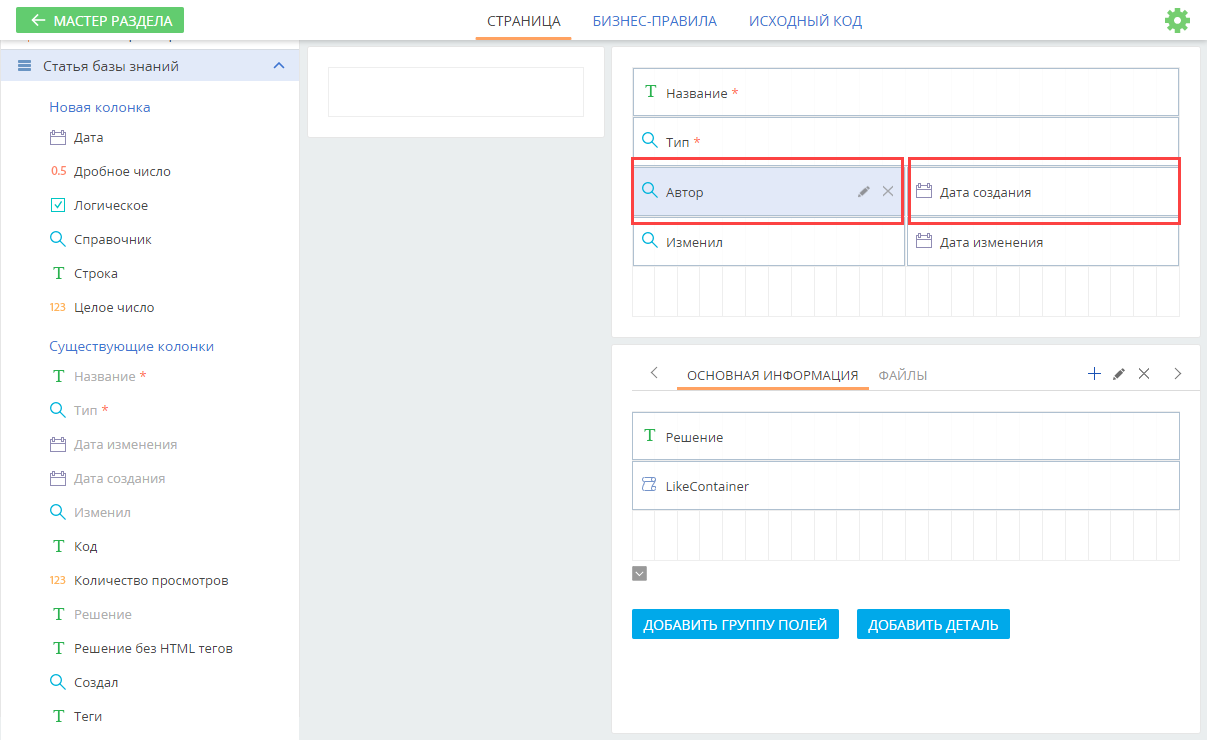 МАСТЕР РАЗДЕЛА
СТРАНИЦА БИЗНЕС-ПРАВИЛА ИСХОДНЫЙ КОД
Статья базы знаний
Новая колонка
Дата
0.5 Дробное число
Логическое
Справочник
T Строка
123 Целое число
Существующие колонки
T Название *
Тип *
Дата изменения
Дата создания
Изменил
T Код
123 Количество просмотров
T Решение
T Решение без HTML тегов
Создал
T Теги
T Название *
Тип *
Автор
Дата создания
Изменил
Дата изменения
ОСНОВНАЯ ИНФОРМАЦИЯ ФАЙЛЫ
T Решение
LikeContainer
ДОБАВИТЬ ГРУППУ ПОЛЕЙ ДОБАВИТЬ ДЕТАЛЬ